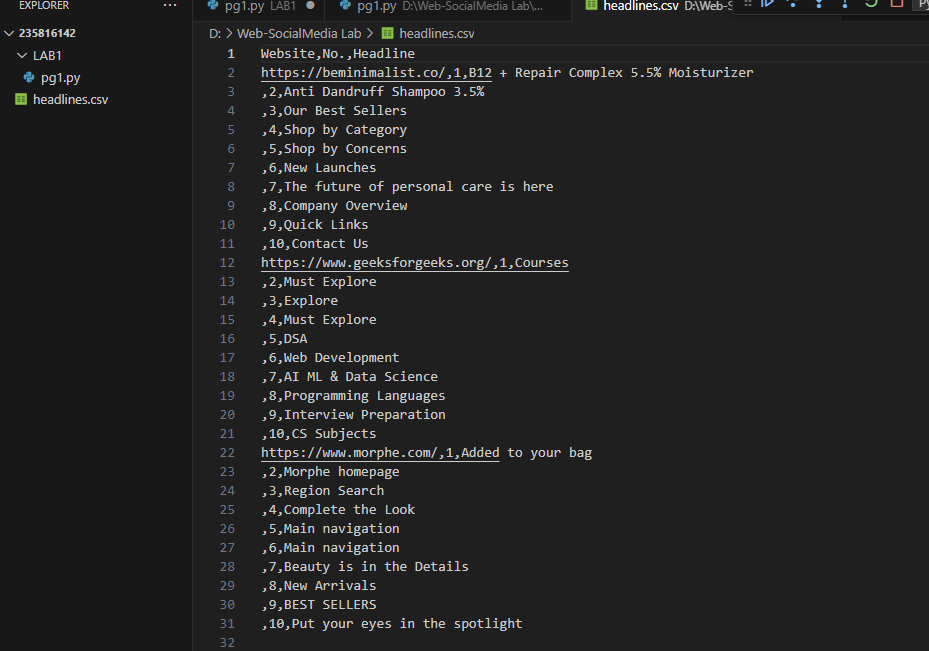 EXPLORER ...
pg1.py LAB1 pg1.py D:\Web-SocialMedia Lab\... headlines.csv
235816142
LAB1
pg1.py
headlines.csv
D: > Web-SocialMedia Lab > headlines.csv
1 Website,No.,Headline
2 https://beminimalist.co/,1,B12 + Repair Complex 5.5% Moisturizer
3 ,2,Anti Dandruff Shampoo 3.5%
4 ,3,Our Best Sellers
5 ,4,Shop by Category
6 ,5,Shop by Concerns
7 ,6,New Launches
8 ,7,The future of personal care is here
9 ,8,Company Overview
10 ,9,Quick Links
11 ,10,Contact Us
12 https://www.geeksforgeeks.org/,1,Courses
13 ,2,Must Explore
14 ,3,Explore
15 ,4,Must Explore
16 ,5,DSA
17 ,6,Web Development
18 ,7,AI ML & Data Science
19 ,8,Programming Languages
20 ,9,Interview Preparation
21 ,10,CS Subjects
22 https://www.morphe.com/,1,Added to your bag
23 ,2,Morphe homepage
24 ,3,Region Search
25 ,4,Complete the Look
26 ,5,Main navigation
27 ,6,Main navigation
28 ,7,Beauty is in the Details
29 ,8,New Arrivals
30 ,9,BEST SELLERS
31 ,10,Put your eyes in the spotlight
32